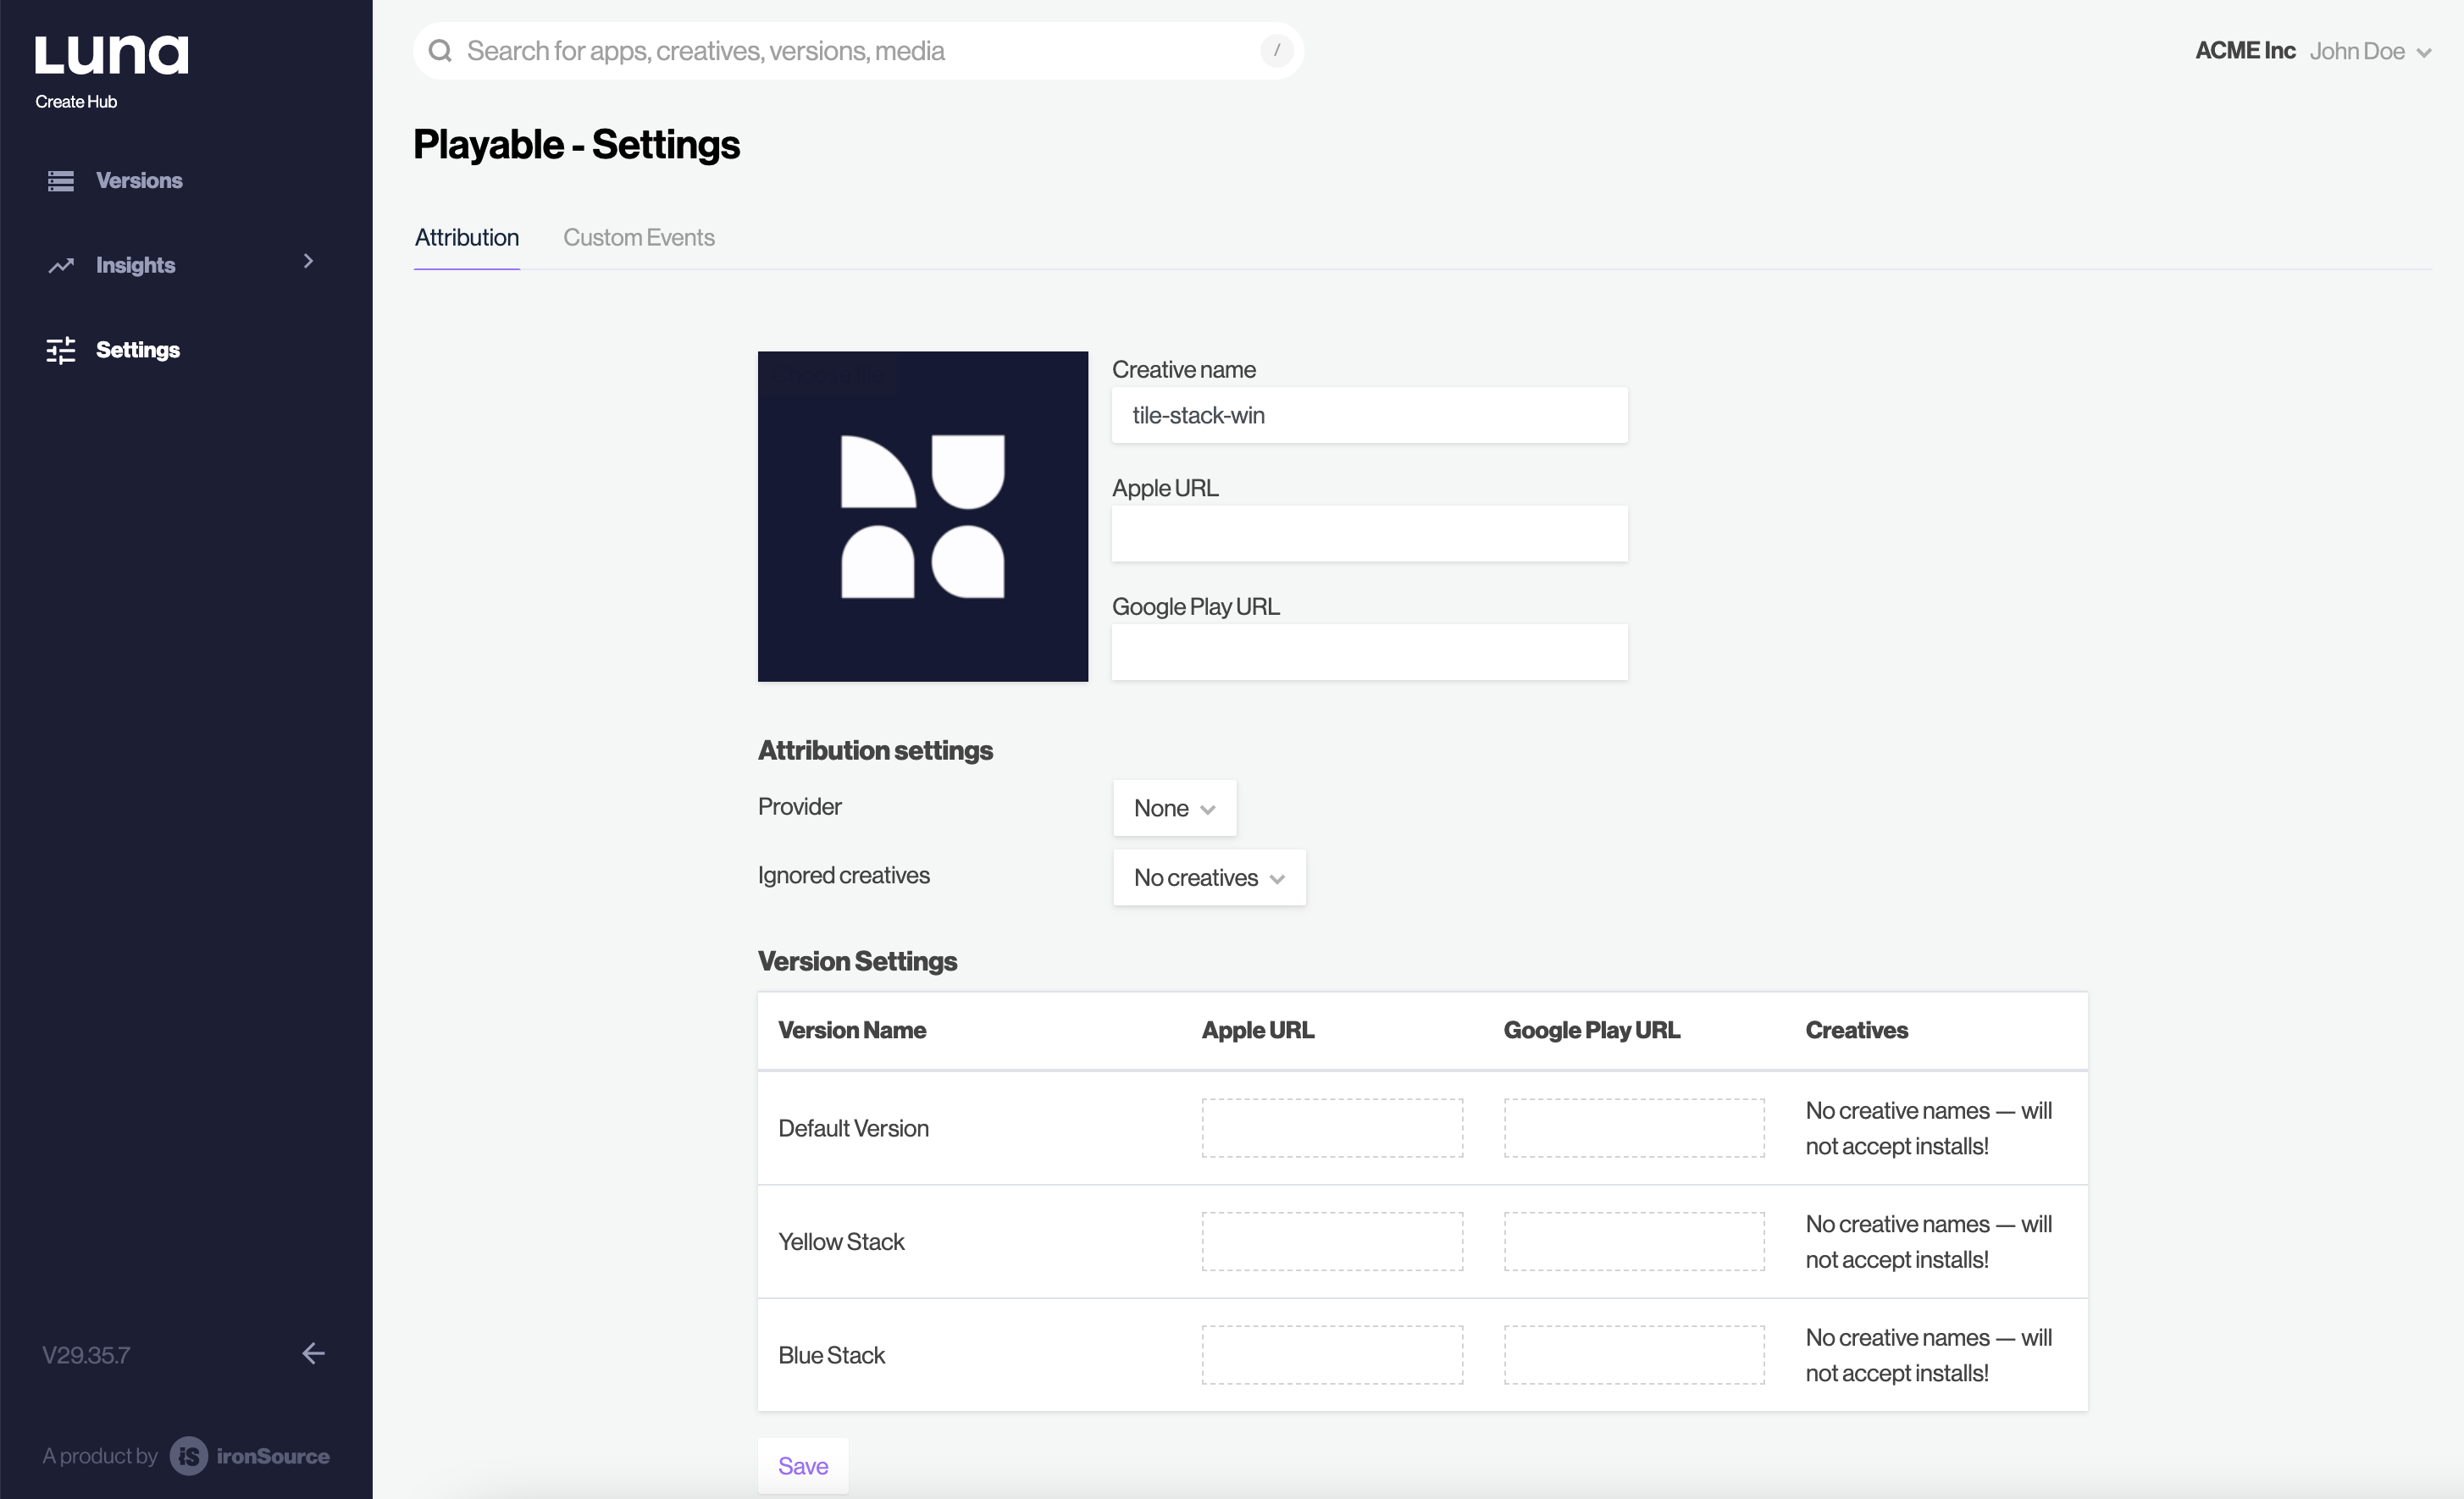 Luna
Create Hub
Versions
Insights
Settings
V29.35.7
A product by iS ironSource
Search for apps, creatives, versions, media /
ACME Inc John Doe
Playable - Settings
Attribution Custom Events
Creative name
tile-stack-win
Apple URL
Google Play URL
Attribution settings
Provider None
Ignored creatives No creatives
Version Settings
Version Name Apple URL Google Play URL Creatives
Default Version
No creative names — will
not accept installs!
Yellow Stack
No creative names — will
not accept installs!
Blue Stack
No creative names — will
not accept installs!
Save